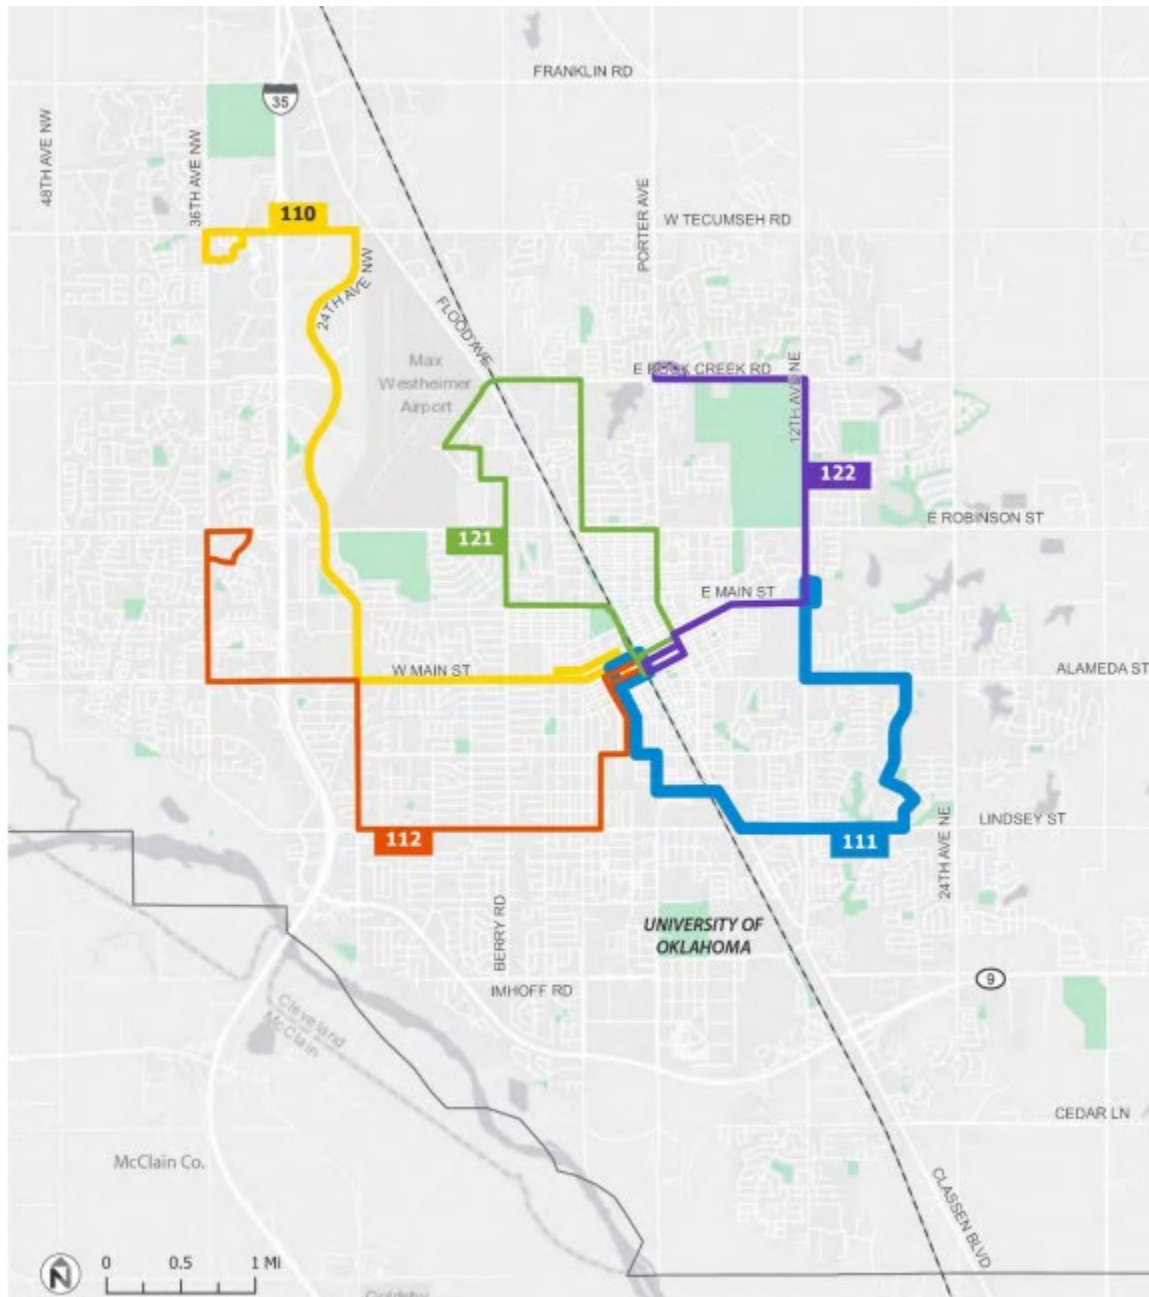 FRANKLIN RD
35
48TH AVE NW
36TH AVE NW
110
PORTER AVE
W TECUMSEH RD
24TH AVE NW
FLOOD AVE
Max
Westheimer
Airport
E ROCK CREEK RD
12TH AVE NE
122
121
E ROBINSON ST
E MAIN ST
W MAIN ST
ALAMEDA ST
112
111
LINDSEY ST
24TH AVE NE
BERRY RD
UNIVERSITY OF
OKLAHOMA
IMHOFF RD
9
Cleveland
McClain
CEDAR LN
McClain Co.
CLASSEN BLVD
N
0 0.5 1 MI